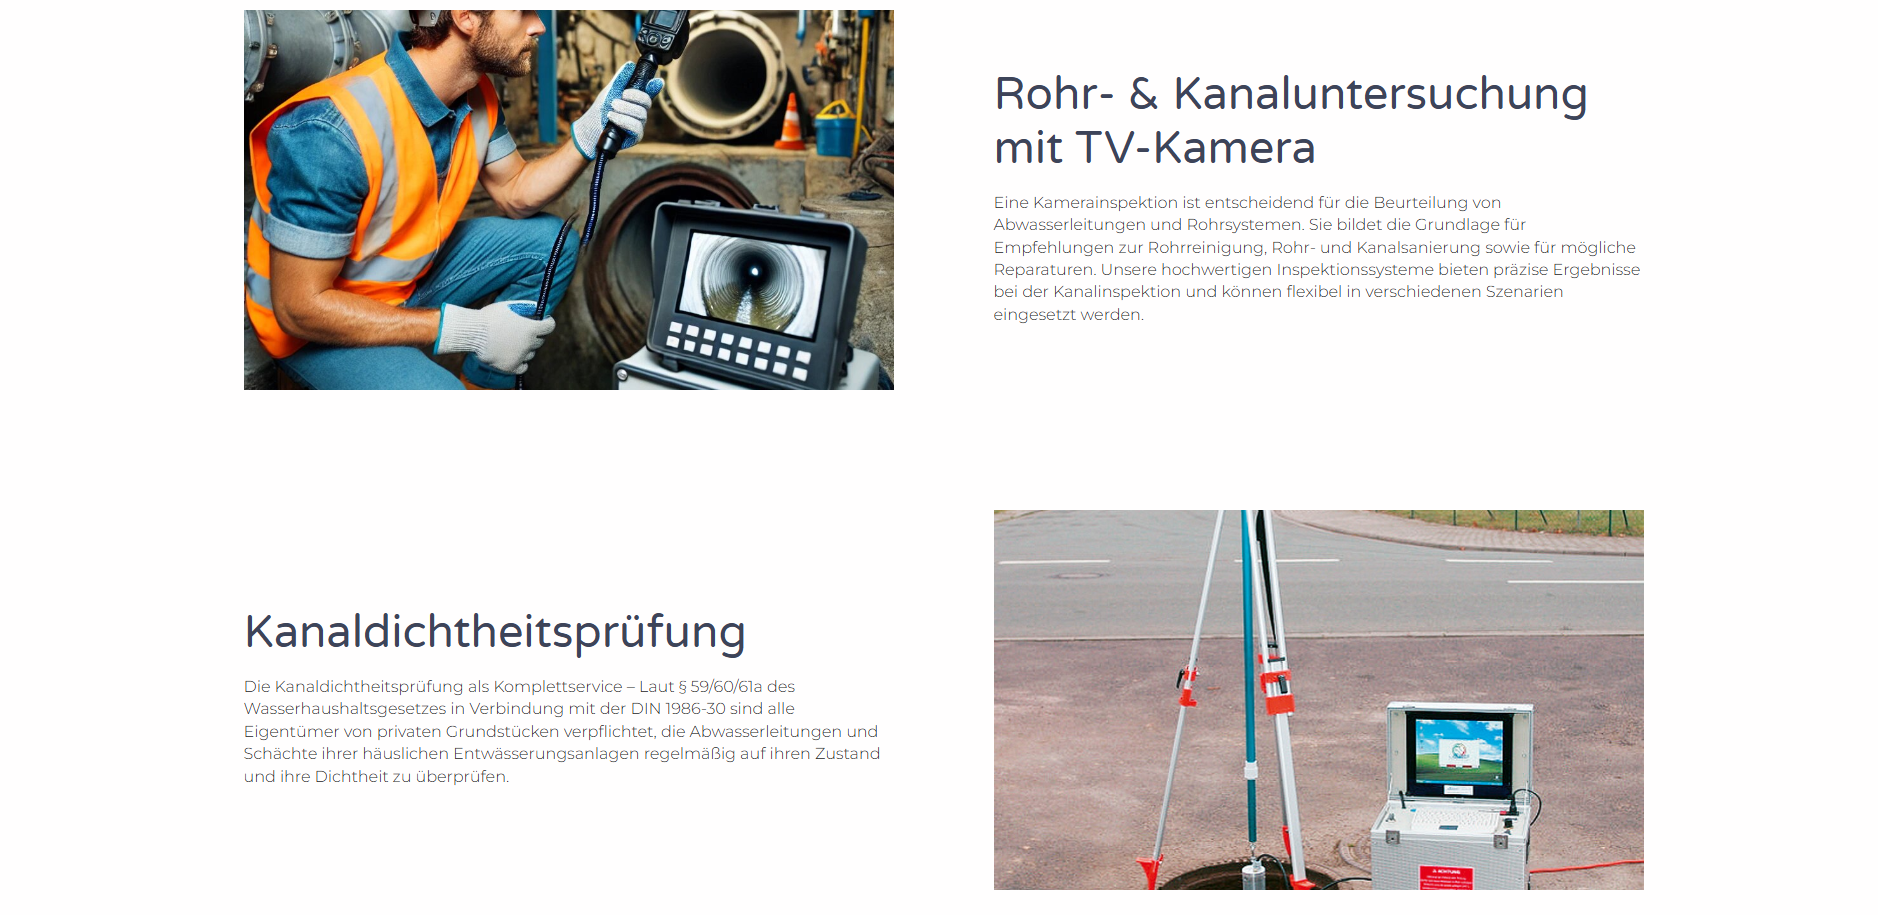 Rohr- & Kanaluntersuchung
mit TV-Kamera
Eine Kamerainspektion ist entscheidend für die Beurteilung von
Abwasserleitungen und Rohrsystemen. Sie bildet die Grundlage für
Empfehlungen zur Rohrreinigung, Rohr- und Kanalsanierung sowie für mögliche
Reparaturen. Unsere hochwertigen Inspektionssysteme bieten präzise Ergebnisse
bei der Kanalinspektion und können flexibel in verschiedenen Szenarien
eingesetzt werden.
Kanaldichtheitsprüfung
Die Kanaldichtheitsprüfung als Komplettservice – Laut § 59/60/61a des
Wasserhaushaltsgesetzes in Verbindung mit der DIN 1986-30 sind alle
Eigentümer von privaten Grundstücken verpflichtet, die Abwasserleitungen und
Schächte ihrer häuslichen Entwässerungsanlagen regelmäßig auf ihren Zustand
und ihre Dichtheit zu überprüfen.
ACHTUNG